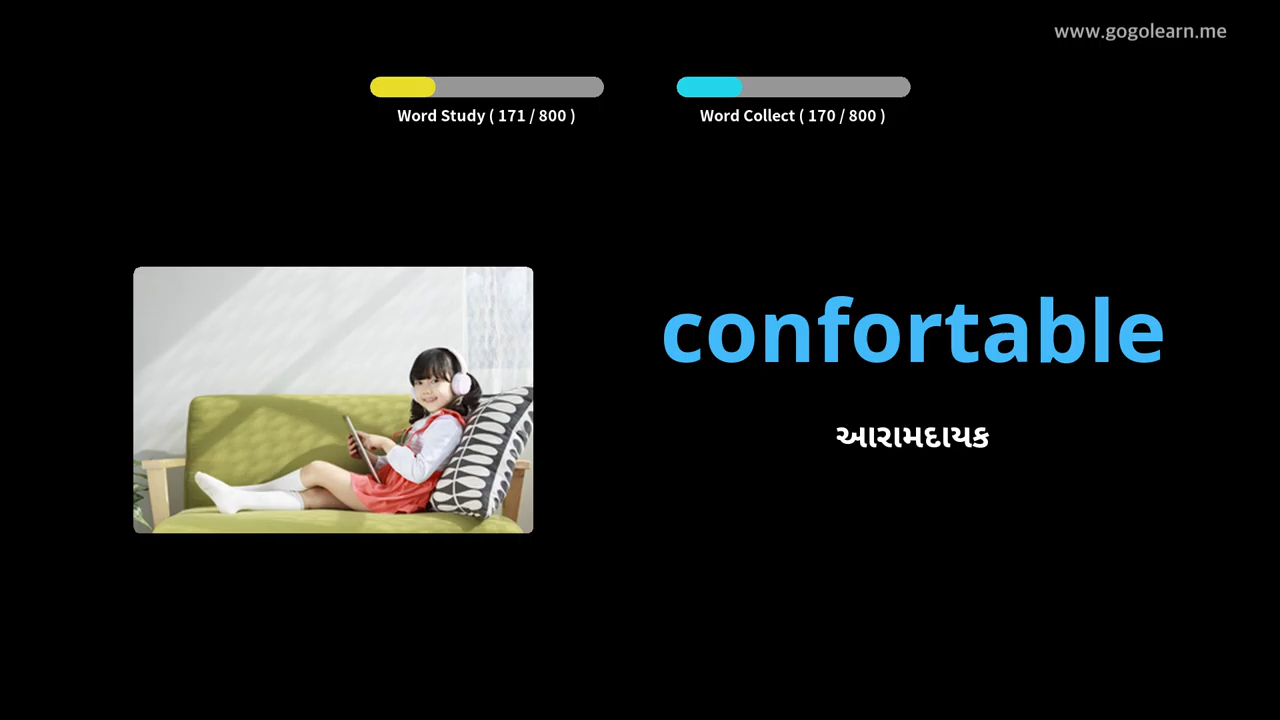 www.gogolearn.me
Word Study ( 171 / 800 )
Word Collect ( 170 / 800 )
confortable
આરામદાયક